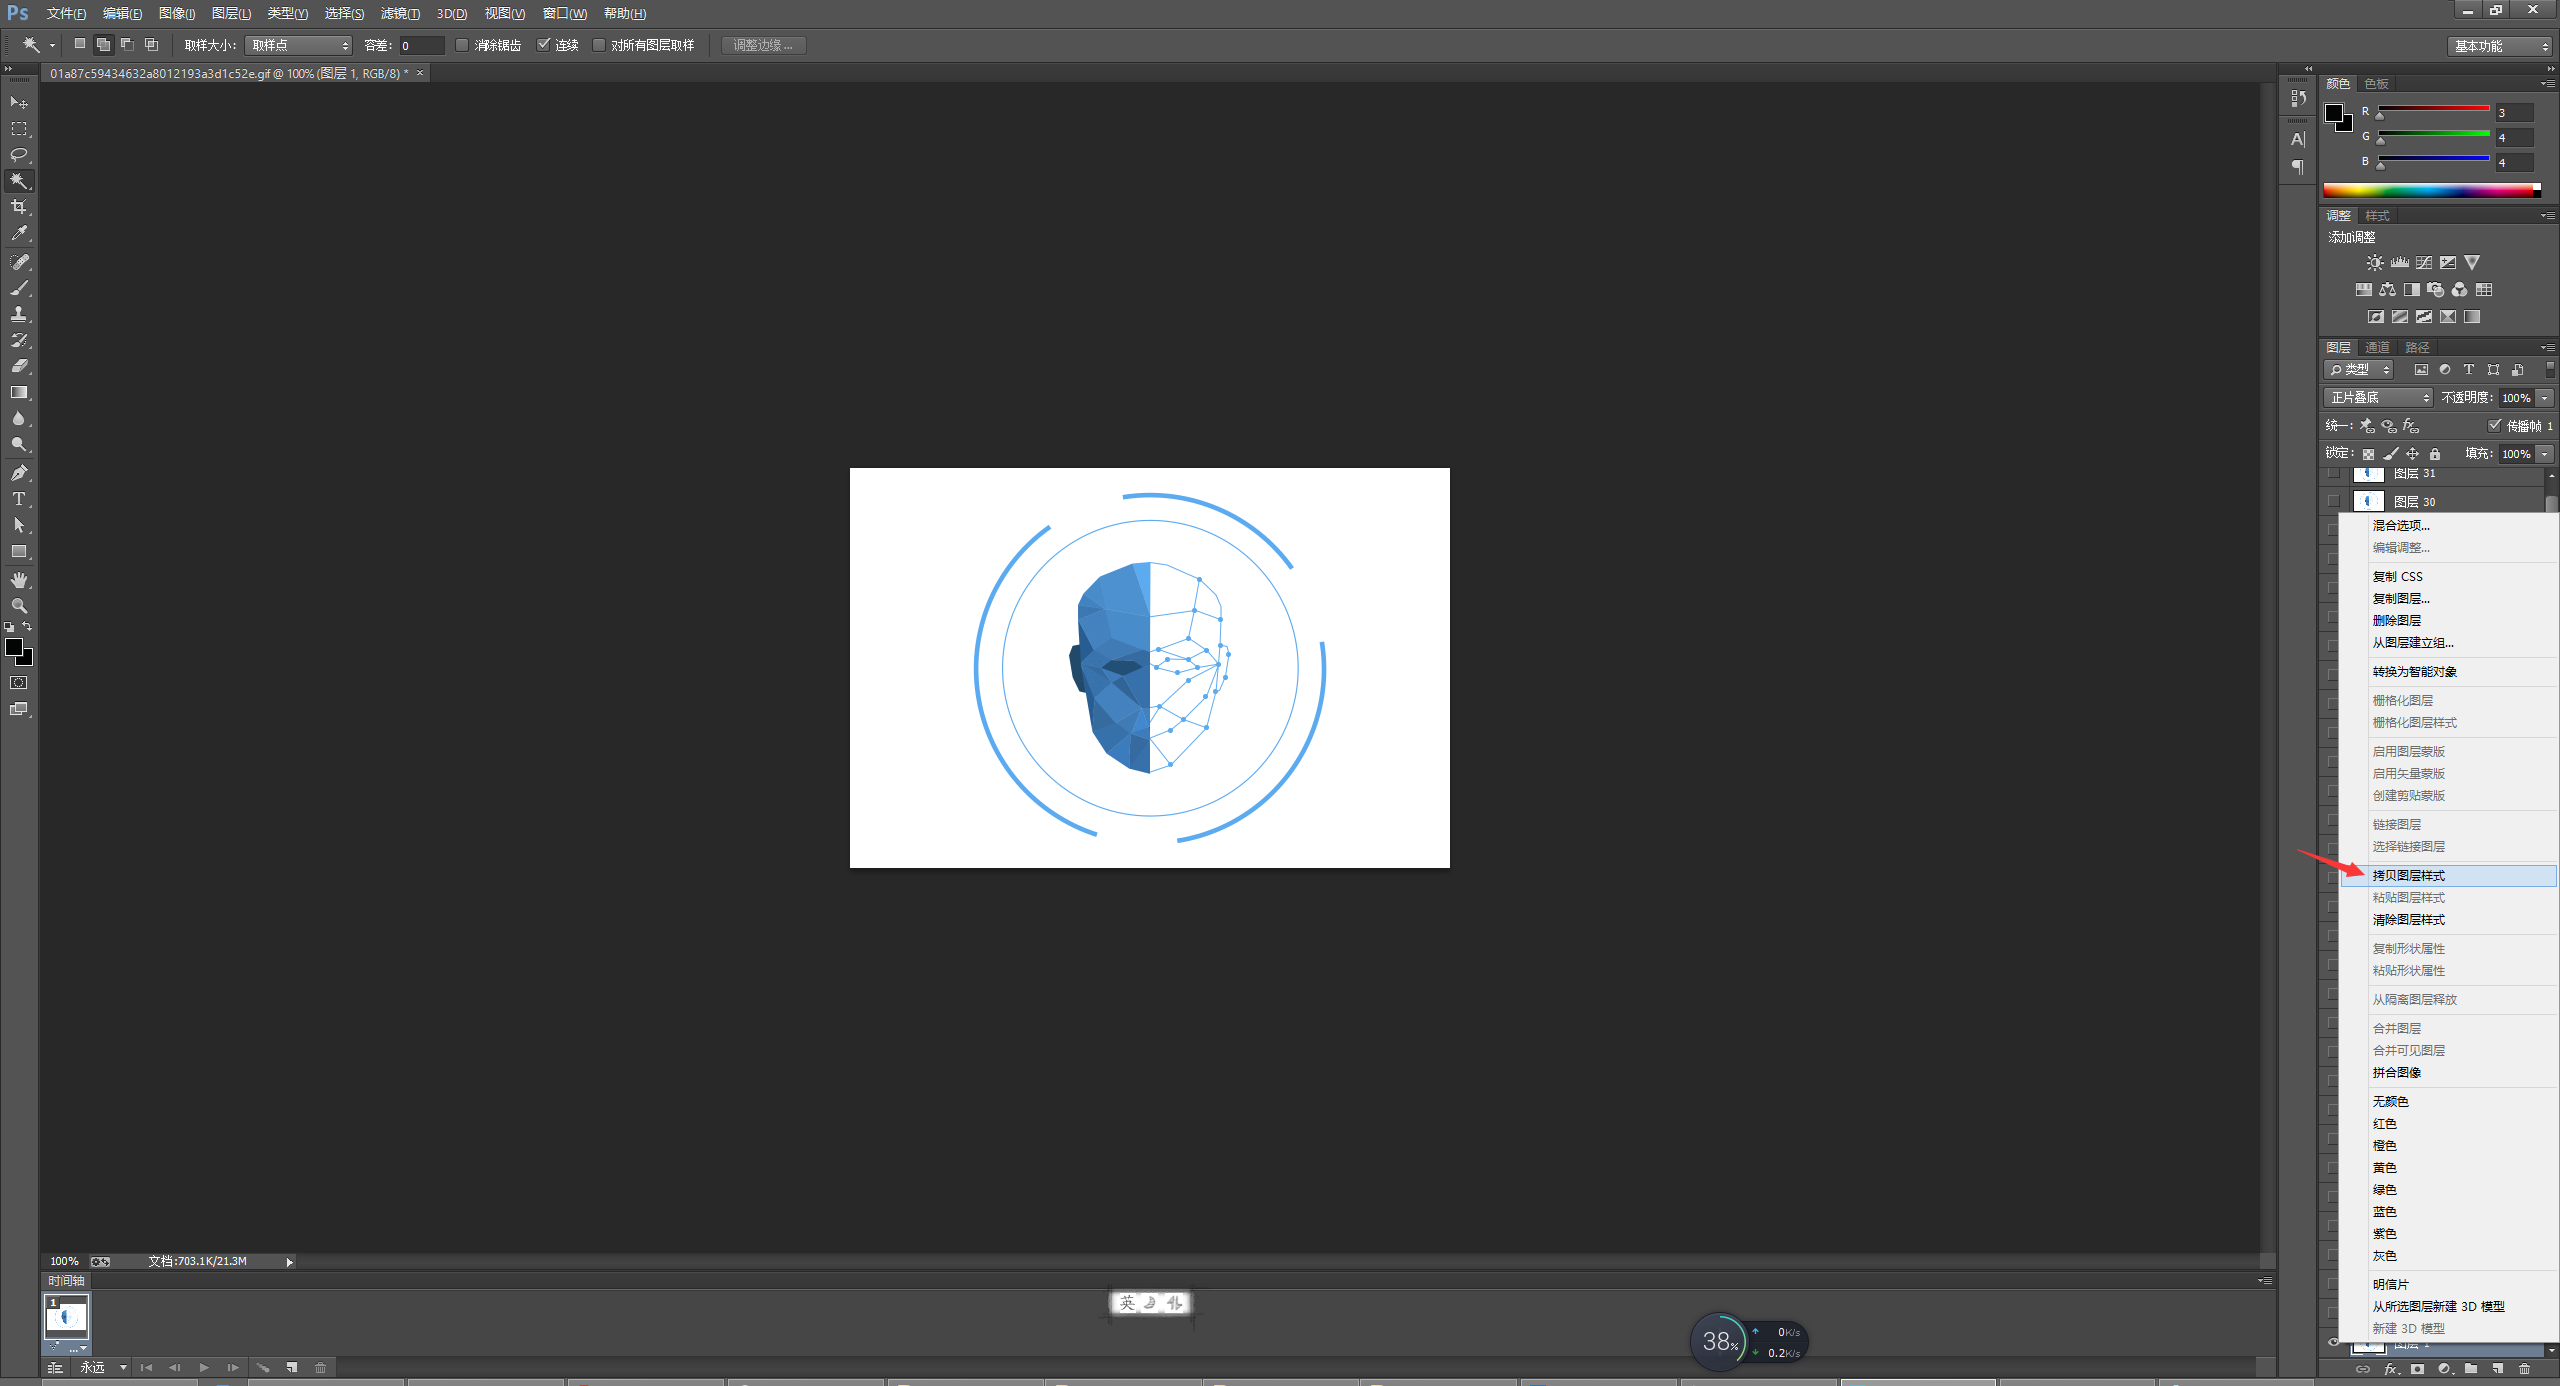 Ps 文件(F) 编辑(E) 图像(I) 图层(L) 类型(Y) 选择(S) 滤镜(T) 3D(D) 视图(V) 窗口(W) 帮助(H)
取样大小: 取样点 容差: 0 消除锯齿 连续 对所有图层取样 调整边缘... 基本功能
01a87c59434632a8012193a3d1c52e.gif @ 100% (图层 1, RGB/8) * ×
颜色 色板
R 3
G 4
B 4
调整 样式
添加调整
图层 通道 路径
类型
正片叠底 不透明度: 100%
统一: 传播帧 1
锁定: 填充: 100%
图层 31
图层 30
混合选项...
编辑调整...
复制 CSS
复制图层...
删除图层
从图层建立组...
转换为智能对象
栅格化图层
栅格化图层样式
启用图层蒙版
启用矢量蒙版
创建剪贴蒙版
链接图层
选择链接图层
拷贝图层样式
粘贴图层样式
清除图层样式
复制形状属性
粘贴形状属性
从隔离图层释放
合并图层
合并可见图层
拼合图像
无颜色
红色
橙色
黄色
绿色
蓝色
紫色
灰色
明信片
从所选图层新建 3D 模型
新建 3D 模型
图层 1
100% 文档:703.1K/21.3M
时间轴
1
英
38% 0K/s
0.2K/s
永远